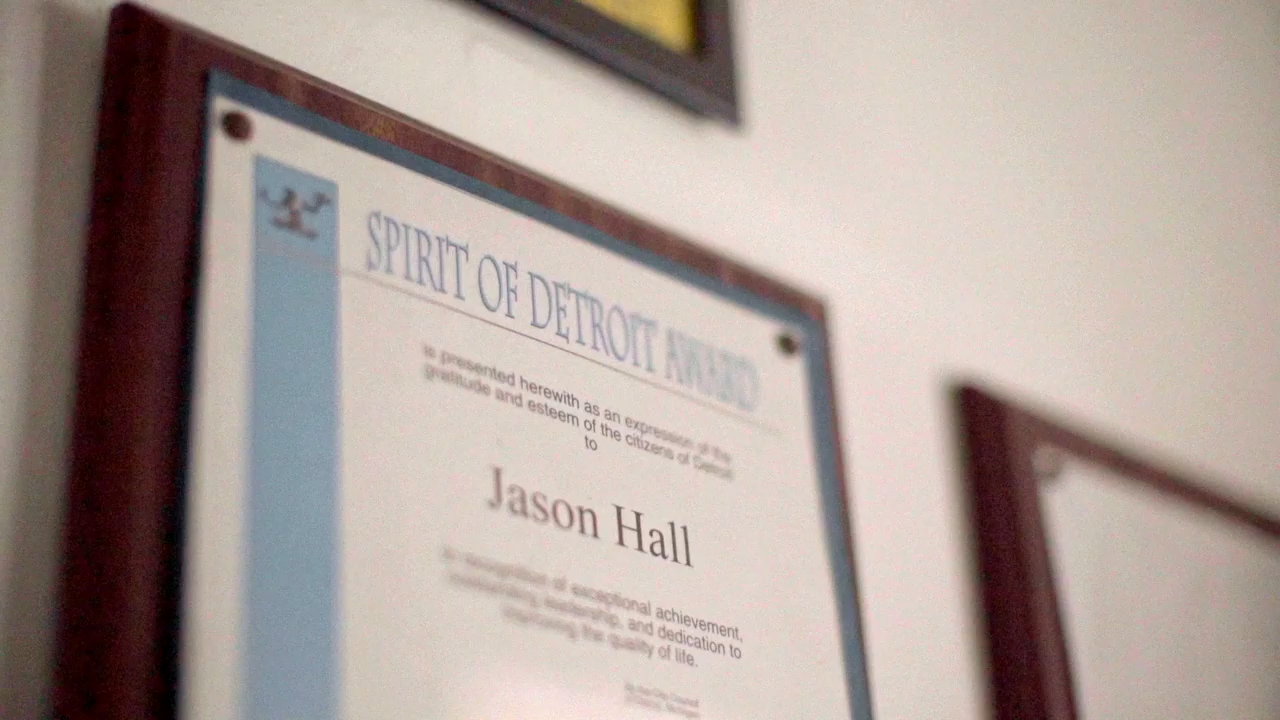 SPIRIT OF DETROIT AWARD
is presented herewith as an expression of the
gratitude and esteem of the citizens of Detroit
to
Jason Hall
in recognition of exceptional achievement,
outstanding leadership, and dedication to
improving the quality of life.